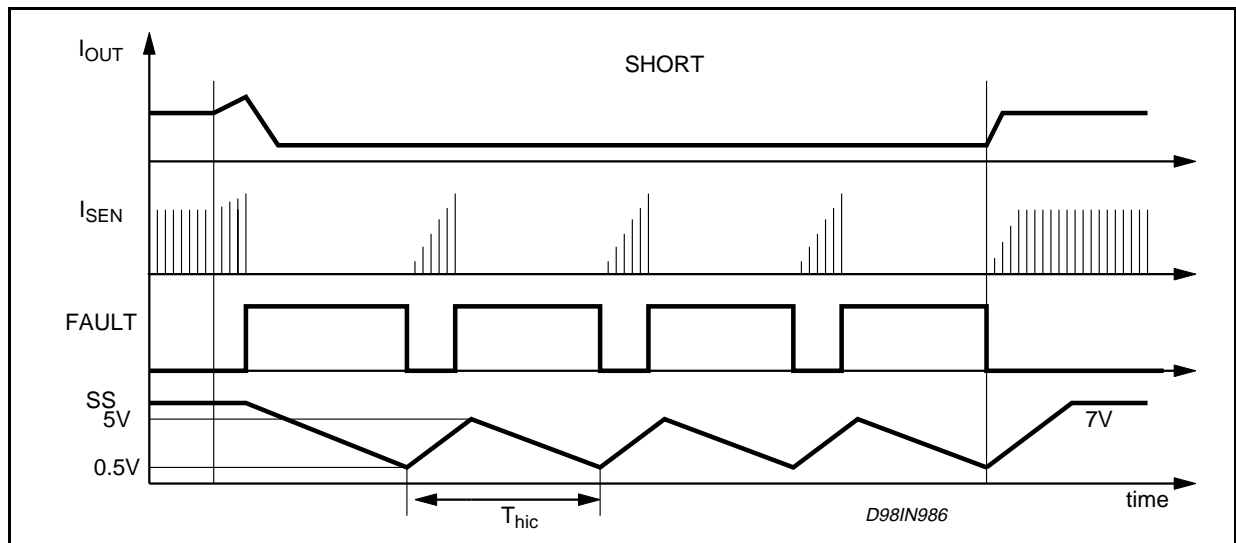 I_OUT
SHORT
I_SEN
FAULT
SS
5V
7V
0.5V
time
T_hic
D98IN986